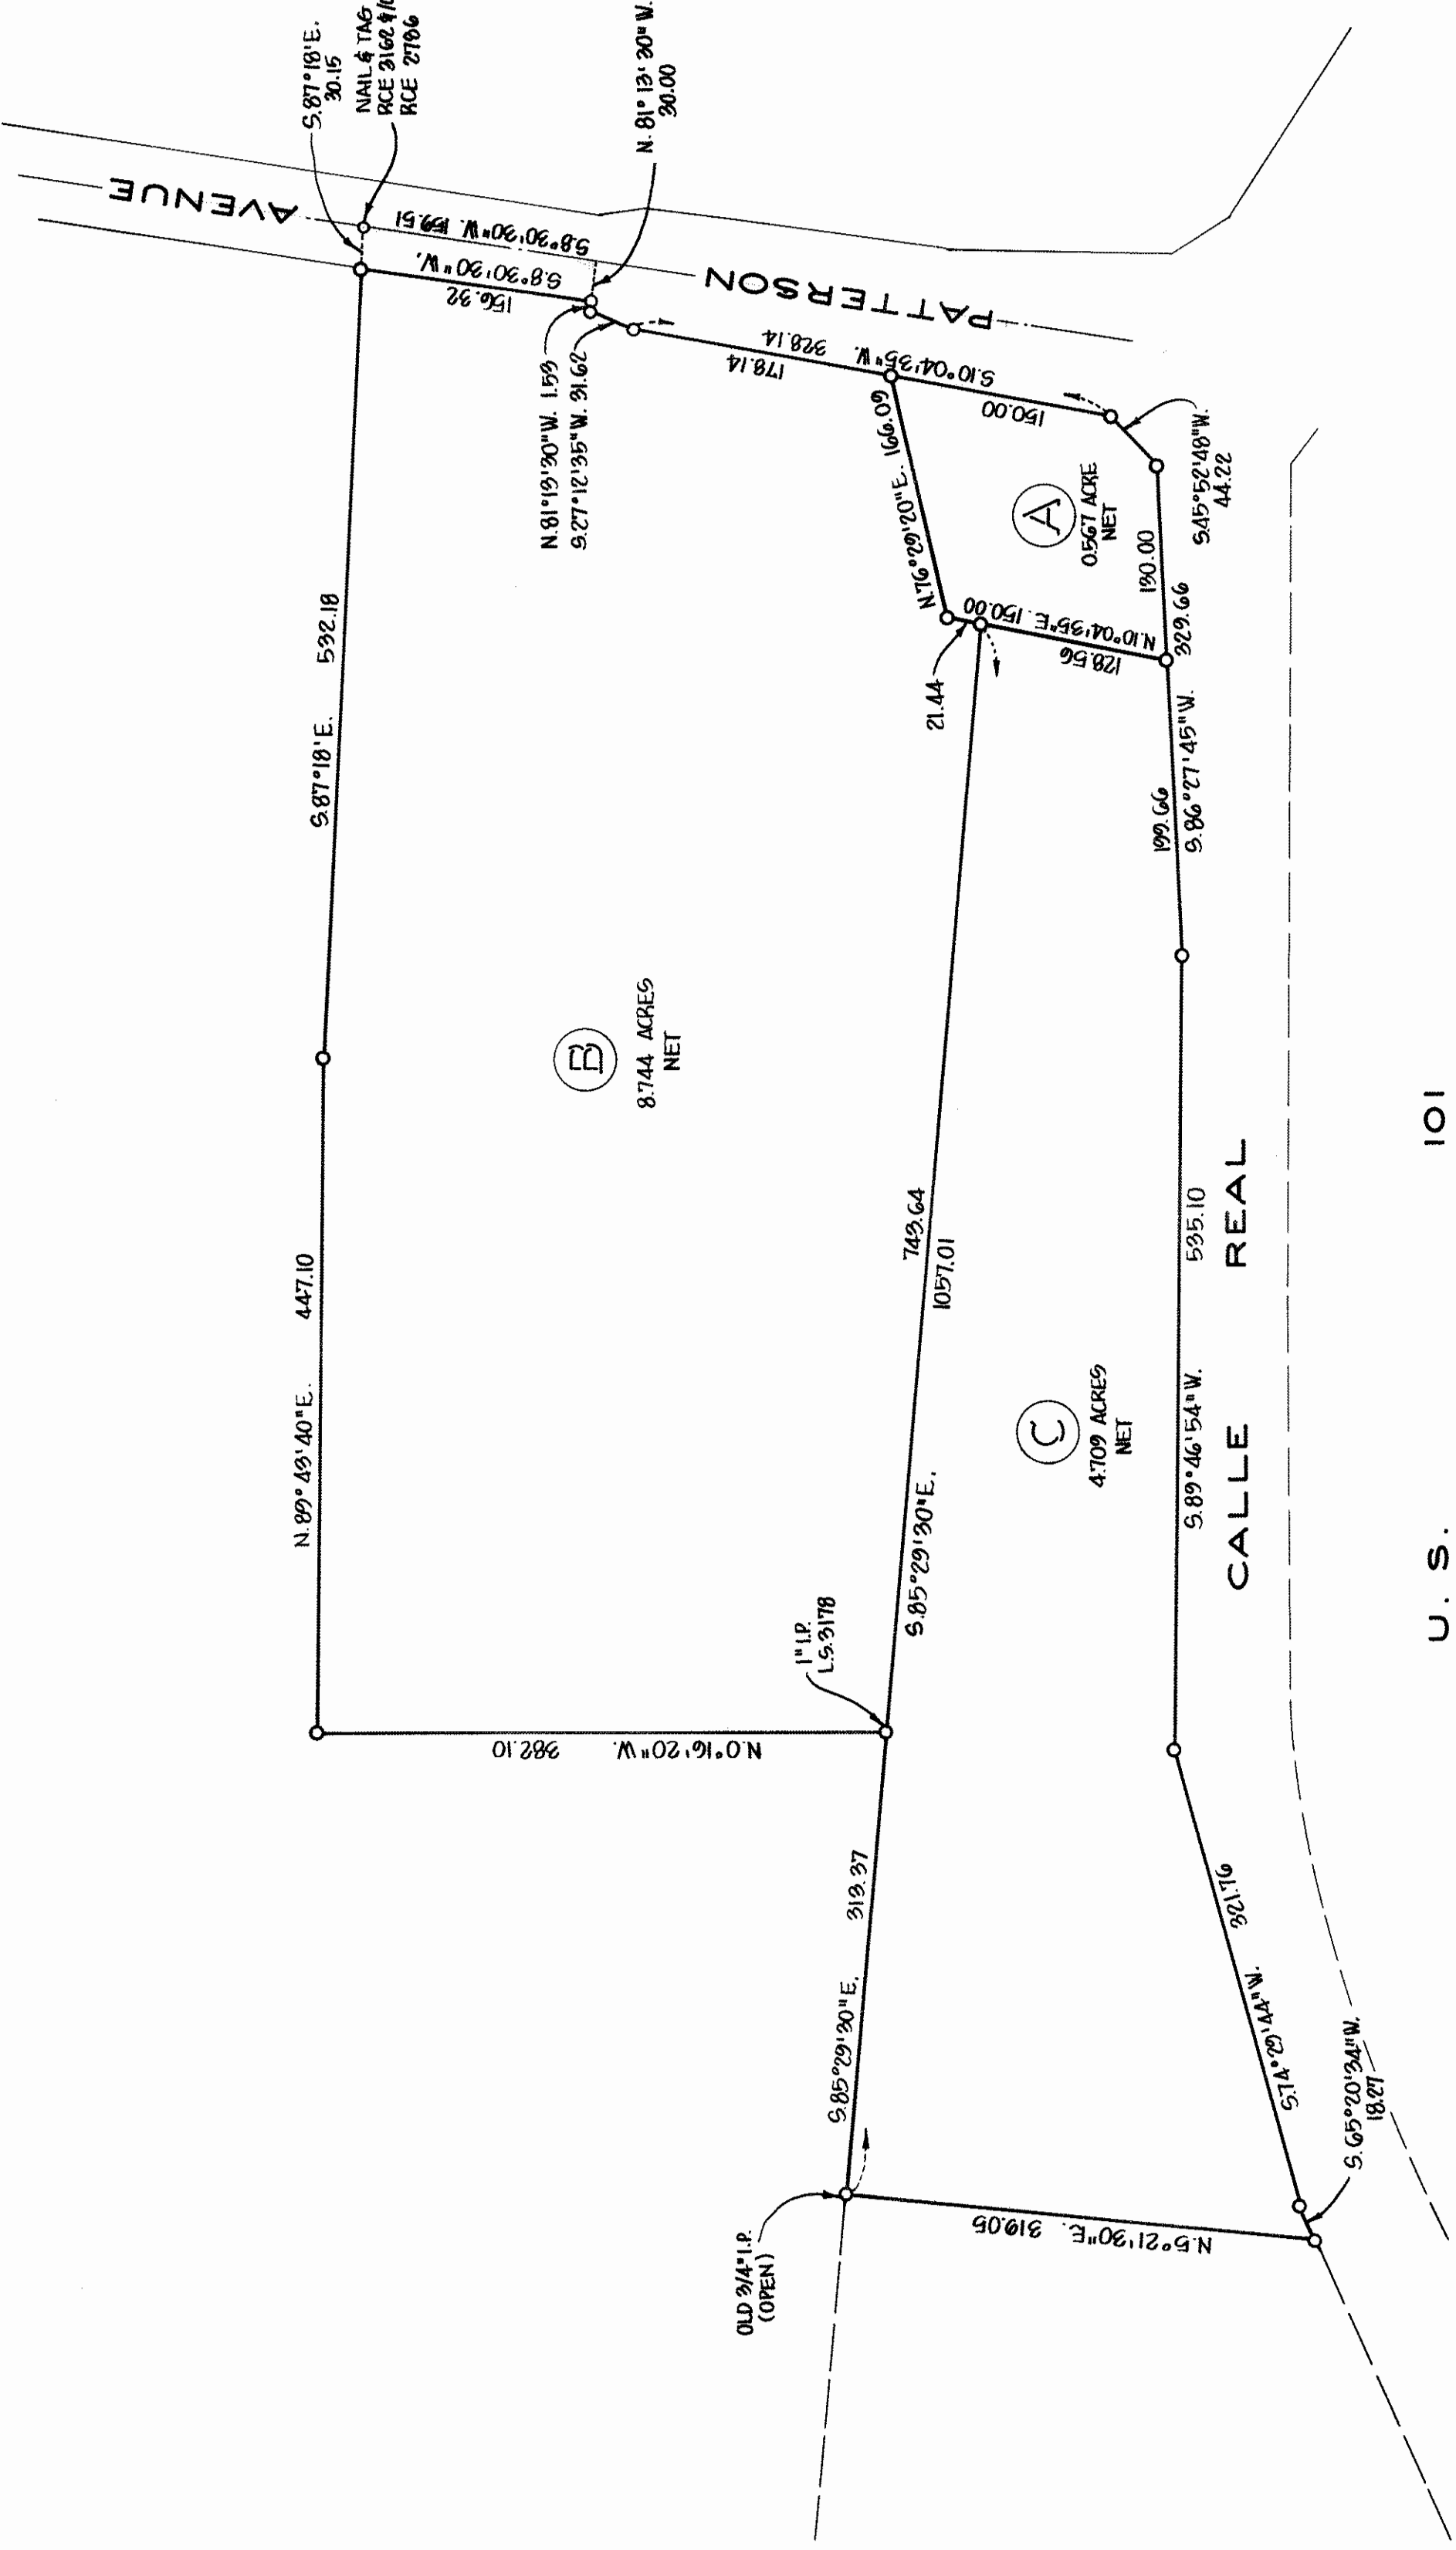 S.87°18'E.
30.15
NAIL & TAG
RCE 2786
AVENUE
S.8°30'30"W. 159.51
N.81°13'30"W.
30.00
S.8°30'30"W.
156.32
PATTERSON
N.81°13'30"W. 1.53
S.27°12'35"W. 31.62
178.14
328.14
S.10°04'35"W.
150.00
N.76°26'20"E. 166.09
A
0.567 ACRE
NET
S.45°52'48"W.
44.22
130.00
329.66
N.10°04'35"E. 150.00
128.56
21.44
S.87°18'E. 532.18
199.66
S.86°27'45"W.
B
8.744 ACRES
NET
N.89°43'40"E. 447.10
743.64
1057.01
S.85°29'30"E.
C
4.709 ACRES
NET
535.10
S.89°46'54"W.
CALLE REAL
U. S. 101
1" I.P.
L.S.3178
N.0°16'20"W. 382.10
S.85°29'30"E. 313.37
S.74°29'44"W. 321.76
S.65°20'34"W.
18.27
N.5°21'30"E. 319.05
OLD 3/4" I.P.
(OPEN)